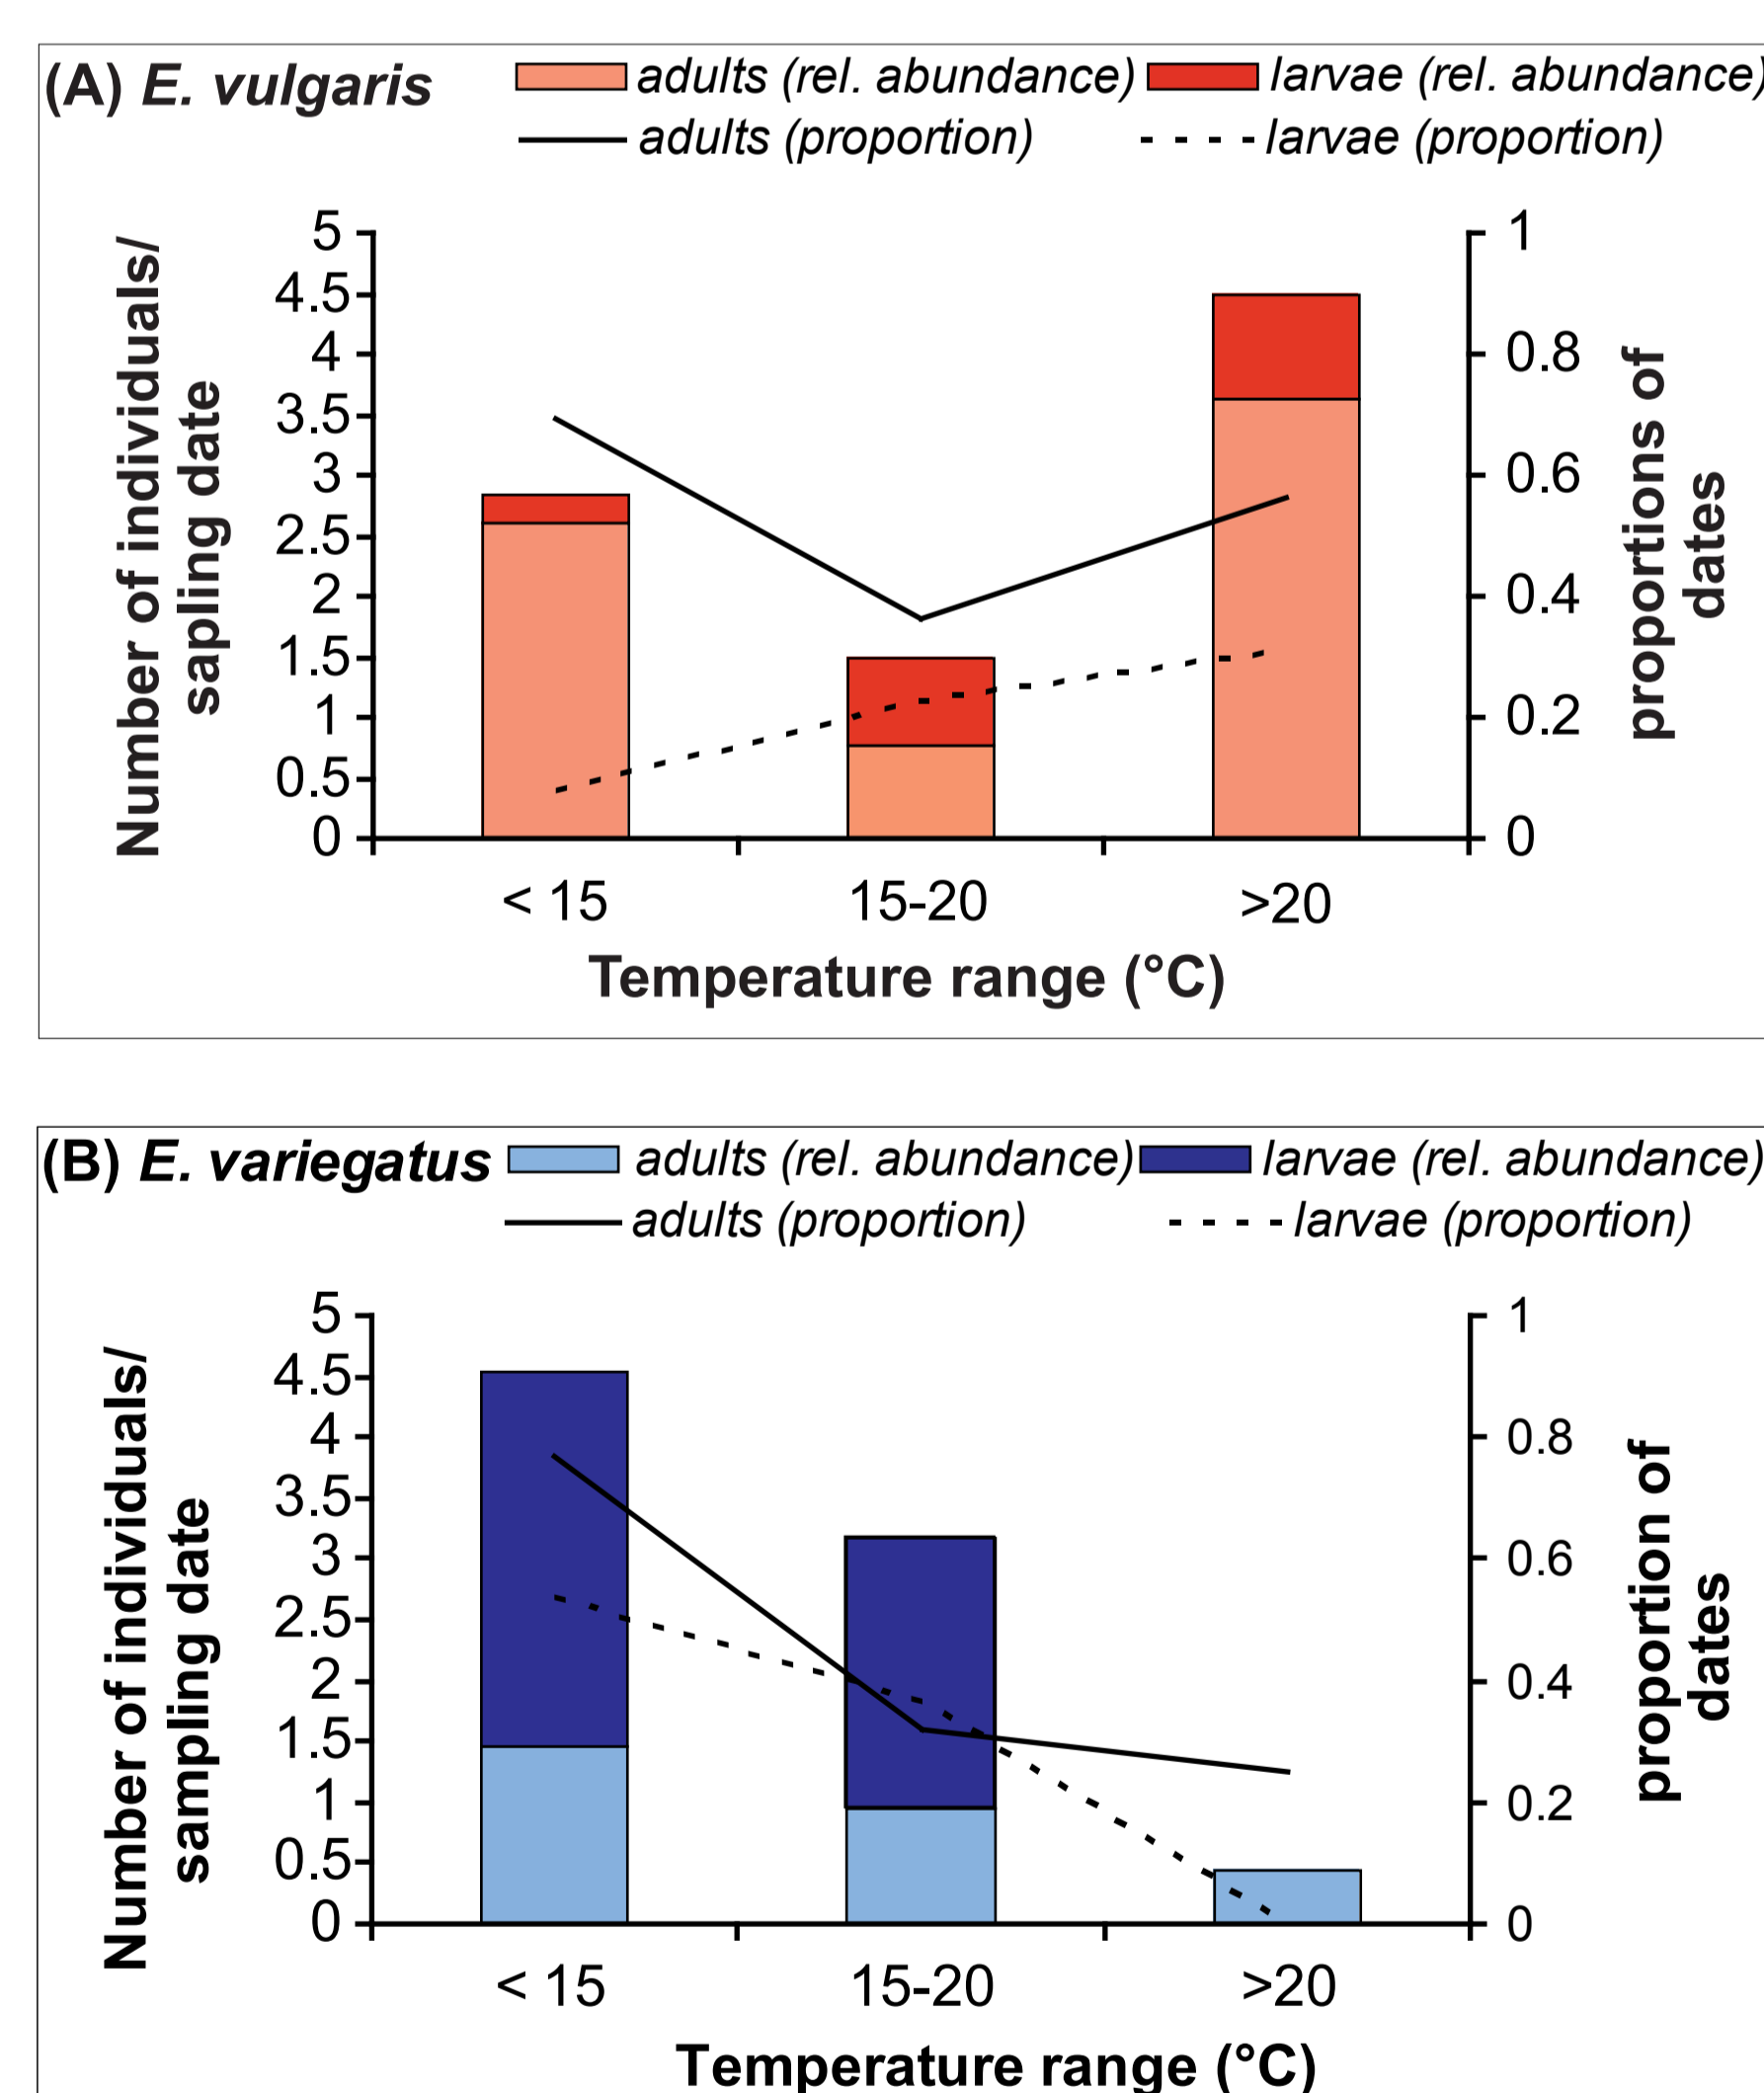 (A) E. vulgaris
adults (rel. abundance)
larvae (rel. abundance)
adults (proportion)
larvae (proportion)
Number of individuals/
sapling date
5
4.5
4
3.5
3
2.5
2
1.5
1
0.5
0
1
0.8
0.6
0.4
0.2
0
proportions of
dates
< 15
15-20
>20
Temperature range (°C)
(B) E. variegatus
adults (rel. abundance)
larvae (rel. abundance)
adults (proportion)
larvae (proportion)
Number of individuals/
sampling date
5
4.5
4
3.5
3
2.5
2
1.5
1
0.5
0
1
0.8
0.6
0.4
0.2
0
proportion of
dates
< 15
15-20
>20
Temperature range (°C)